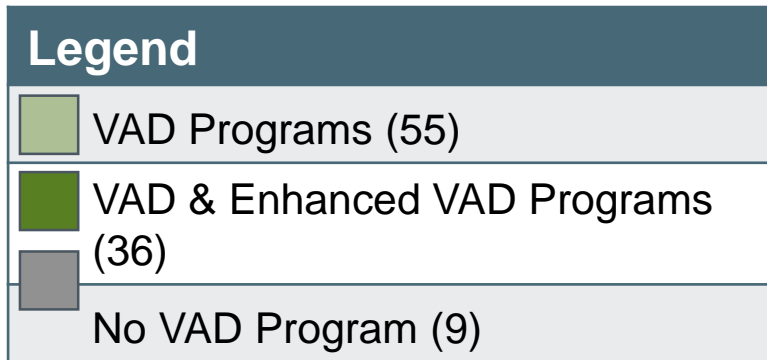 Legend
VAD Programs (55)
VAD & Enhanced VAD Programs
(36)
No VAD Program (9)